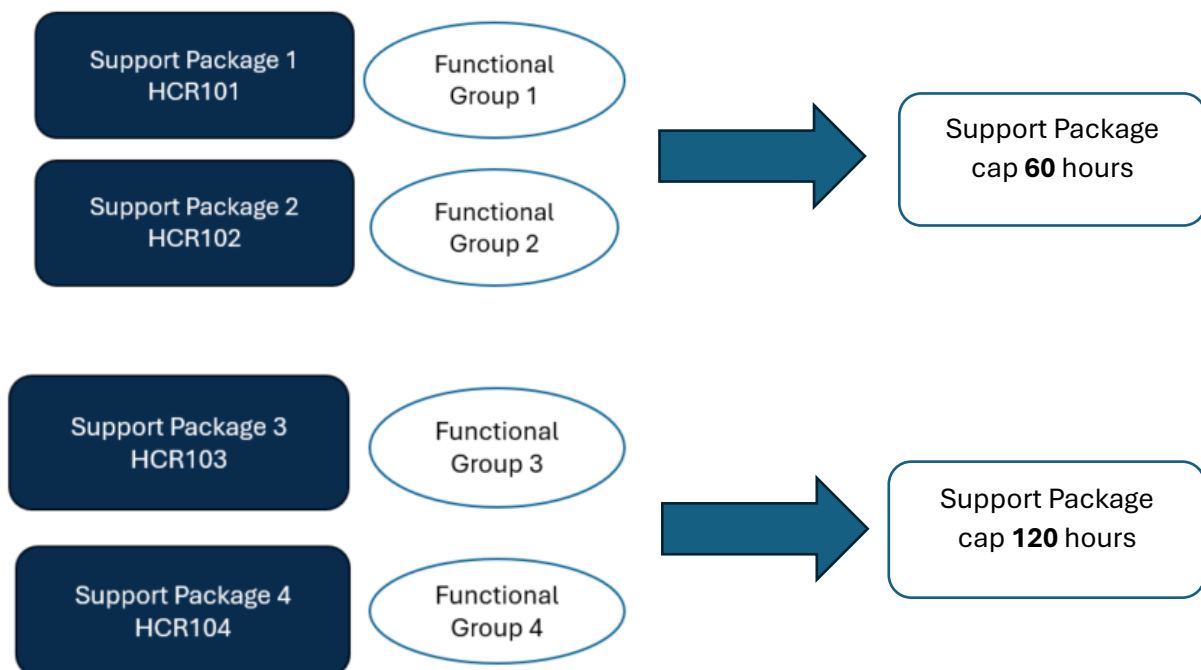 Support Package 1
HCR101
Functional
Group 1
Support Package
cap 60 hours
Support Package 2
HCR102
Functional
Group 2
Support Package 3
HCR103
Functional
Group 3
Support Package
cap 120 hours
Support Package 4
HCR104
Functional
Group 4